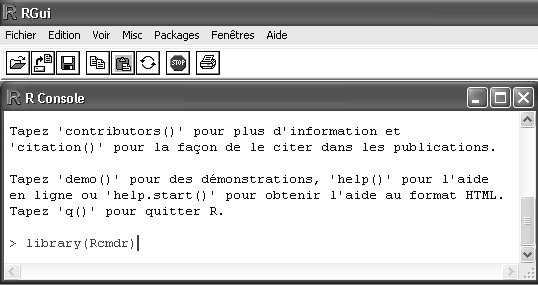 RGui
Fichier Edition Voir Misc Packages Fenêtres Aide
STOP
R Console
Tapez 'contributors()' pour plus d'information et
'citation()' pour la façon de le citer dans les publications.
Tapez 'demo()' pour des démonstrations, 'help()' pour l'aide
en ligne ou 'help.start()' pour obtenir l'aide au format HTML.
Tapez 'q()' pour quitter R.
> library(Rcmdr)